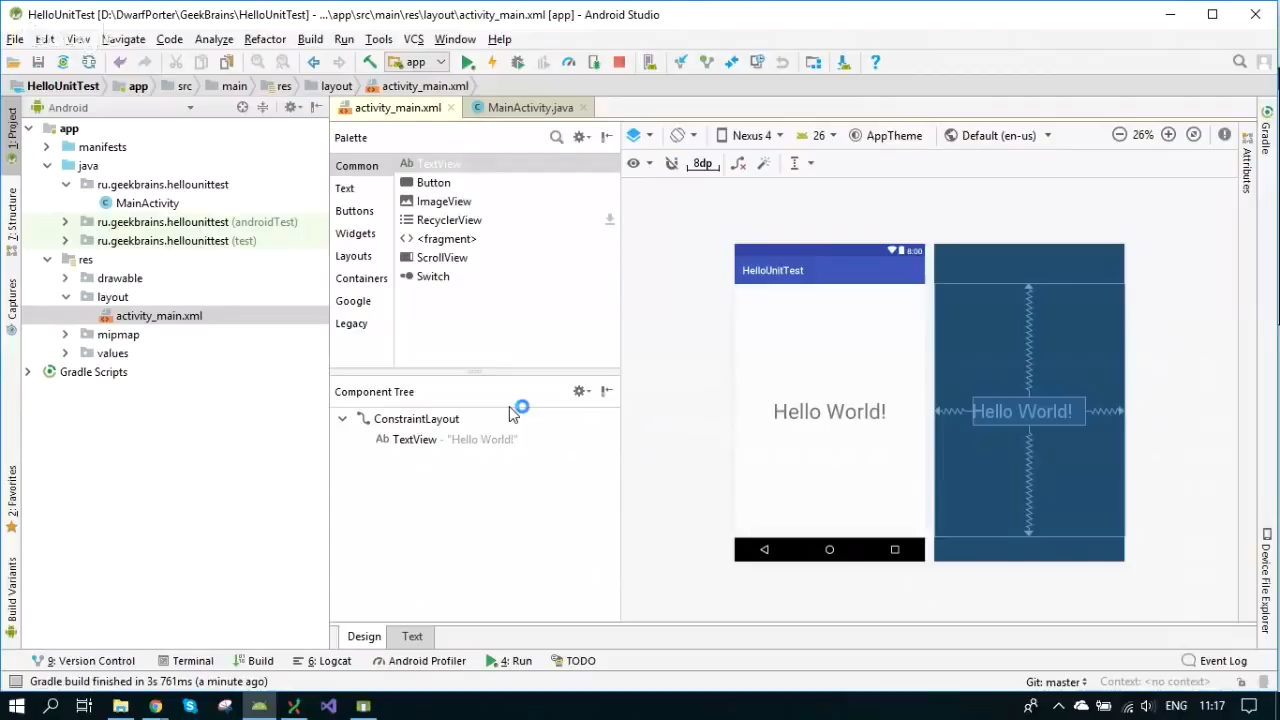 HelloUnitTest [D:\DwarfPorter\GeekBrains\HelloUnitTest] - ...\app\src\main\res\layout\activity_main.xml [app] - Android Studio
File Edit View Navigate Code Analyze Refactor Build Run Tools VCS Window Help
app
HelloUnitTest app src main res layout activity_main.xml
Android
activity_main.xml MainActivity.java
1: Project
7: Structure
Captures
2: Favorites
Build Variants
app
manifests
java
ru.geekbrains.hellounittest
MainActivity
ru.geekbrains.hellounittest (androidTest)
ru.geekbrains.hellounittest (test)
res
drawable
layout
activity_main.xml
mipmap
values
Gradle Scripts
Palette
Common
Text
Buttons
Widgets
Layouts
Containers
Google
Legacy
Ab TextView
Button
ImageView
RecyclerView
<> <fragment>
ScrollView
Switch
Component Tree
ConstraintLayout
Ab TextView - "Hello World!"
Nexus 4 26 AppTheme Default (en-us) 26%
8dp
8:00
HelloUnitTest
Hello World!
Hello World!
Gradle
Attributes
Device File Explorer
Design Text
9: Version Control Terminal Build 6: Logcat Android Profiler 4: Run TODO Event Log
Gradle build finished in 3s 761ms (a minute ago) Git: master Context: <no context>
ENG 11:17